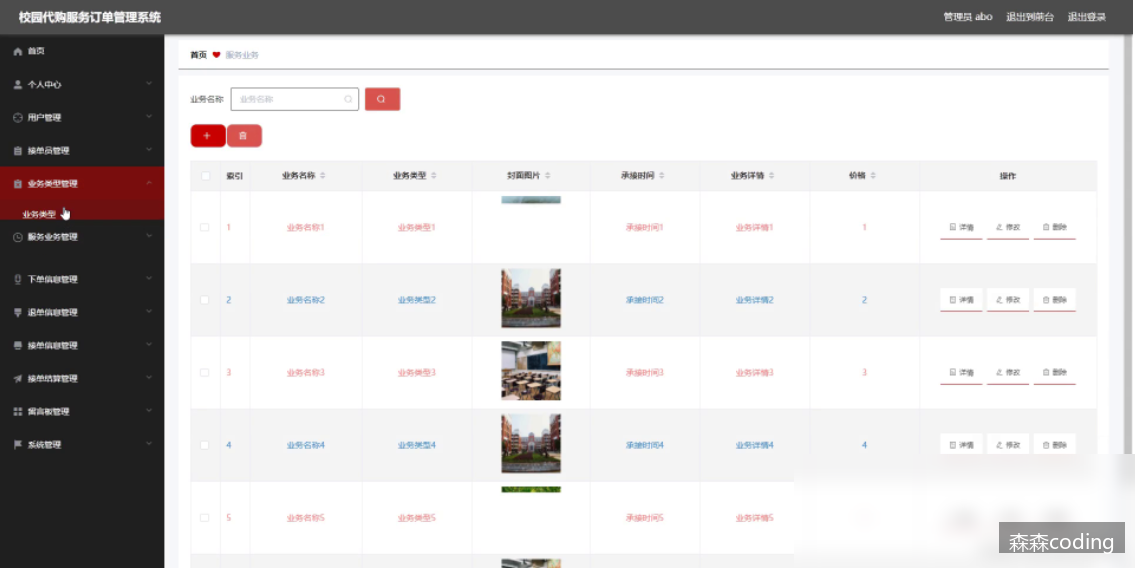 校园代购服务订单管理系统
管理员 abo 退出到前台 退出登录
首页
个人中心
用户管理
接单员管理
业务类型管理
业务类型
服务业务管理
下单信息管理
退单信息管理
接单信息管理
接单结算管理
留言板管理
系统管理
首页 服务业务
业务名称 业务名称
索引 业务名称 业务类型 封面图片 承接时间 业务详情 价格 操作
1 业务名称1 业务类型1 承接时间1 业务详情1 1 详情 修改 删除
2 业务名称2 业务类型2 承接时间2 业务详情2 2 详情 修改 删除
3 业务名称3 业务类型3 承接时间3 业务详情3 3 详情 修改 删除
4 业务名称4 业务类型4 承接时间4 业务详情4 4 详情 修改 删除
5 业务名称5 业务类型5 承接时间5 业务详情5
森森coding